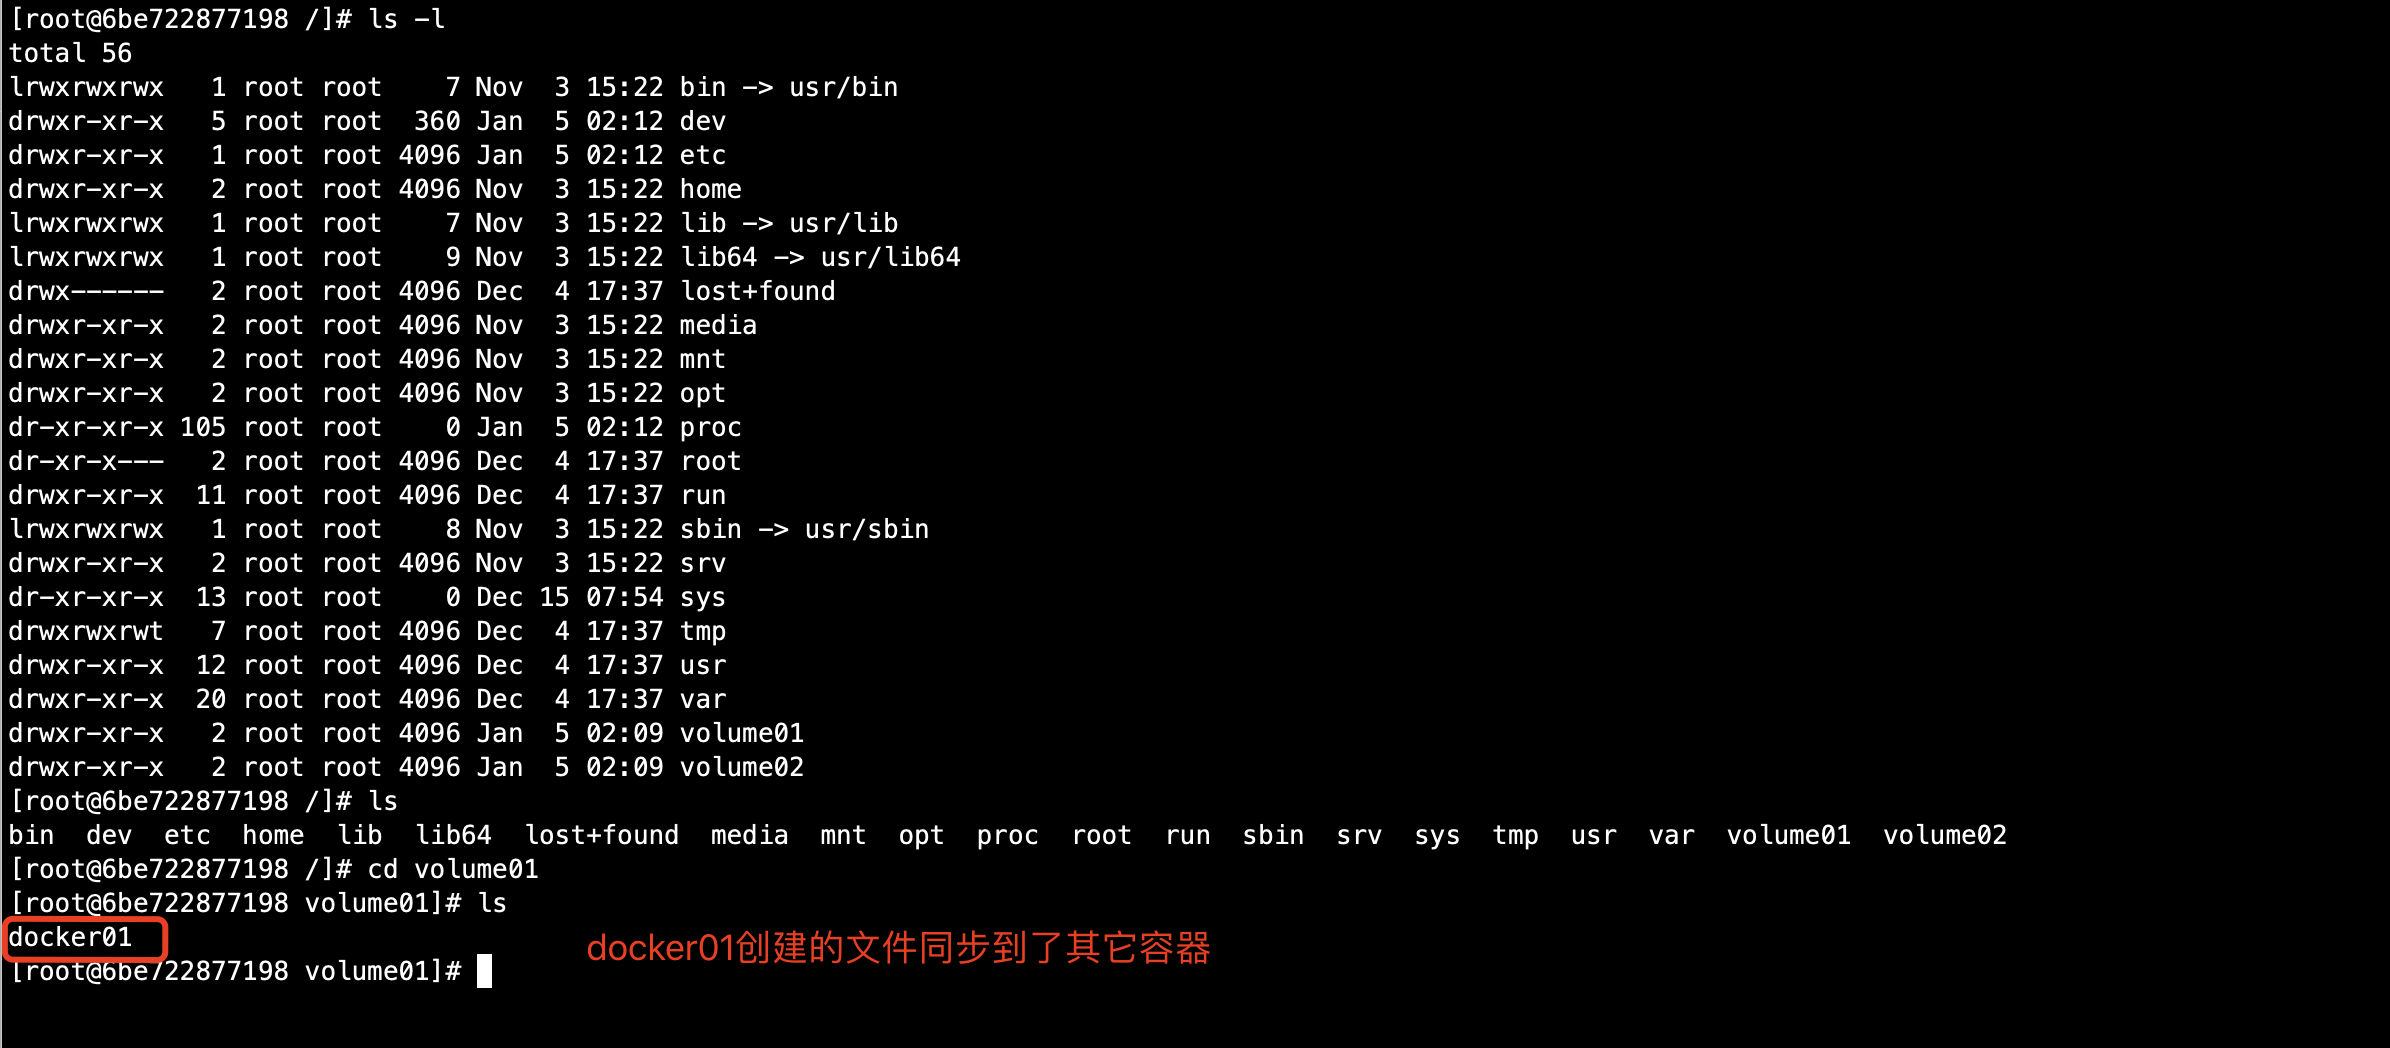 [root@6be722877198 /]# ls -l
total 56
lrwxrwxrwx   1 root root    7 Nov  3 15:22 bin -> usr/bin
drwxr-xr-x   5 root root  360 Jan  5 02:12 dev
drwxr-xr-x   1 root root 4096 Jan  5 02:12 etc
drwxr-xr-x   2 root root 4096 Nov  3 15:22 home
lrwxrwxrwx   1 root root    7 Nov  3 15:22 lib -> usr/lib
lrwxrwxrwx   1 root root    9 Nov  3 15:22 lib64 -> usr/lib64
drwx------   2 root root 4096 Dec  4 17:37 lost+found
drwxr-xr-x   2 root root 4096 Nov  3 15:22 media
drwxr-xr-x   2 root root 4096 Nov  3 15:22 mnt
drwxr-xr-x   2 root root 4096 Nov  3 15:22 opt
dr-xr-xr-x 105 root root    0 Jan  5 02:12 proc
dr-xr-x---   2 root root 4096 Dec  4 17:37 root
drwxr-xr-x  11 root root 4096 Dec  4 17:37 run
lrwxrwxrwx   1 root root    8 Nov  3 15:22 sbin -> usr/sbin
drwxr-xr-x   2 root root 4096 Nov  3 15:22 srv
dr-xr-xr-x  13 root root    0 Dec 15 07:54 sys
drwxrwxrwt   7 root root 4096 Dec  4 17:37 tmp
drwxr-xr-x  12 root root 4096 Dec  4 17:37 usr
drwxr-xr-x  20 root root 4096 Dec  4 17:37 var
drwxr-xr-x   2 root root 4096 Jan  5 02:09 volume01
drwxr-xr-x   2 root root 4096 Jan  5 02:09 volume02
[root@6be722877198 /]# ls
bin  dev  etc  home  lib  lib64  lost+found  media  mnt  opt  proc  root  run  sbin  srv  sys  tmp  usr  var  volume01  volume02
[root@6be722877198 /]# cd volume01
[root@6be722877198 volume01]# ls
docker01
docker01创建的文件同步到了其它容器
[root@6be722877198 volume01]#